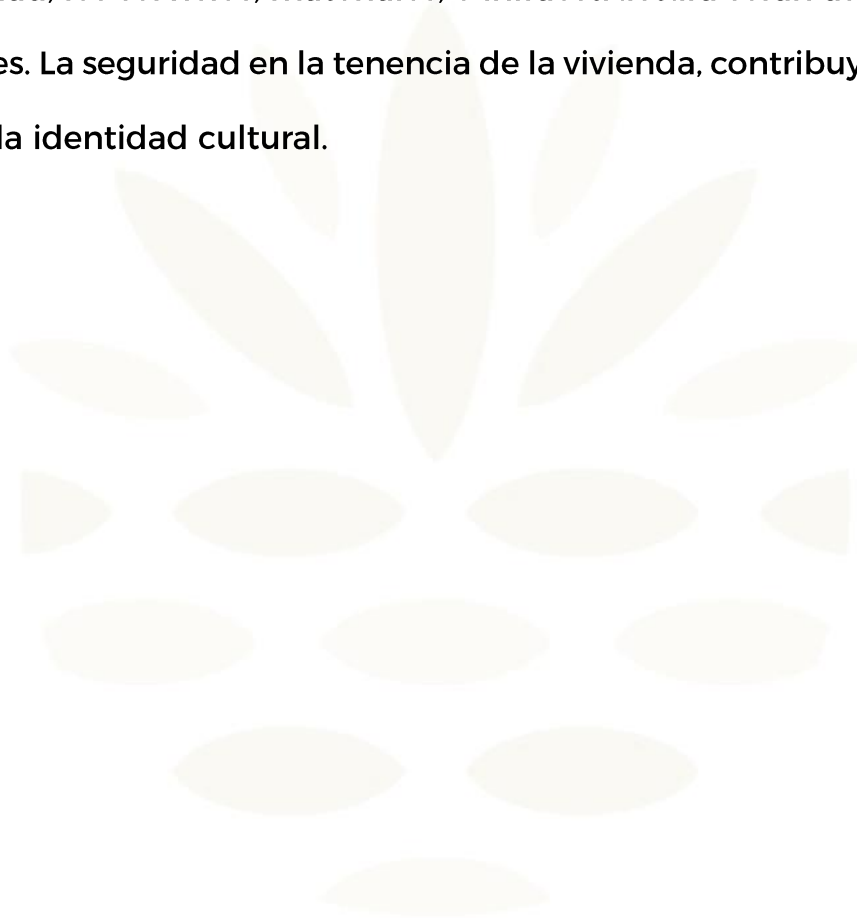 es. La seguridad en la tenencia de la vivienda, contribuy
la identidad cultural.